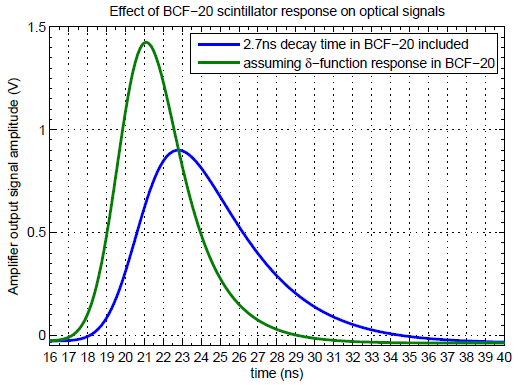 Effect of BCF−20 scintillator response on optical signals
1.5
2.7ns decay time in BCF−20 included
assuming δ−function response in BCF−20
1
0.5
0
Amplifier output signal amplitude (V)
16 17 18 19 20 21 22 23 24 25 26 27 28 29 30 31 32 33 34 35 36 37 38 39 40
time (ns)